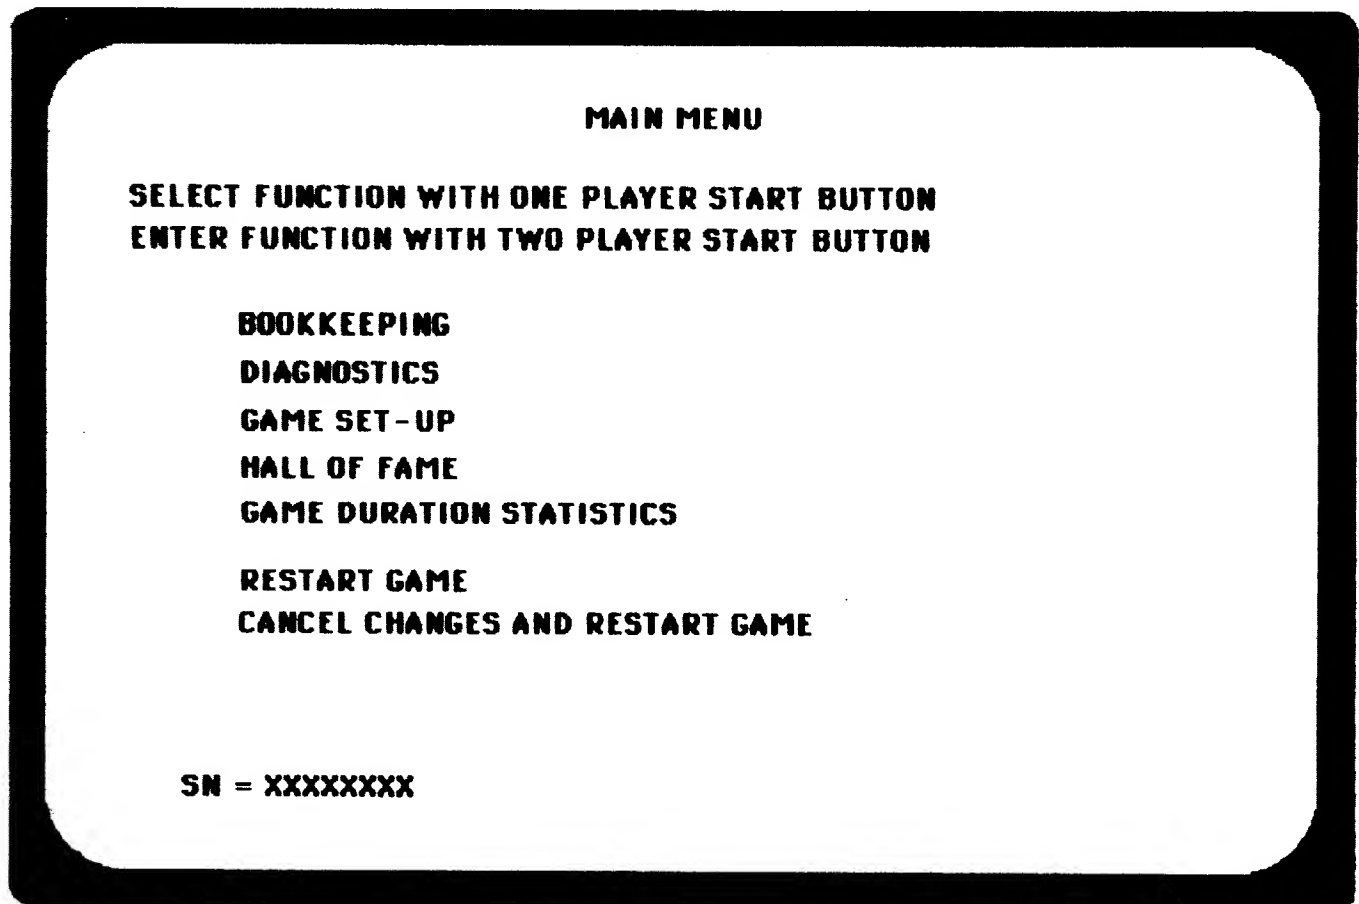 MAIN MENU
SELECT FUNCTION WITH ONE PLAYER START BUTTON
ENTER FUNCTION WITH TWO PLAYER START BUTTON
BOOKKEEPING
DIAGNOSTICS
GAME SET-UP
HALL OF FAME
GAME DURATION STATISTICS
RESTART GAME
CANCEL CHANGES AND RESTART GAME
SN = XXXXXXXX